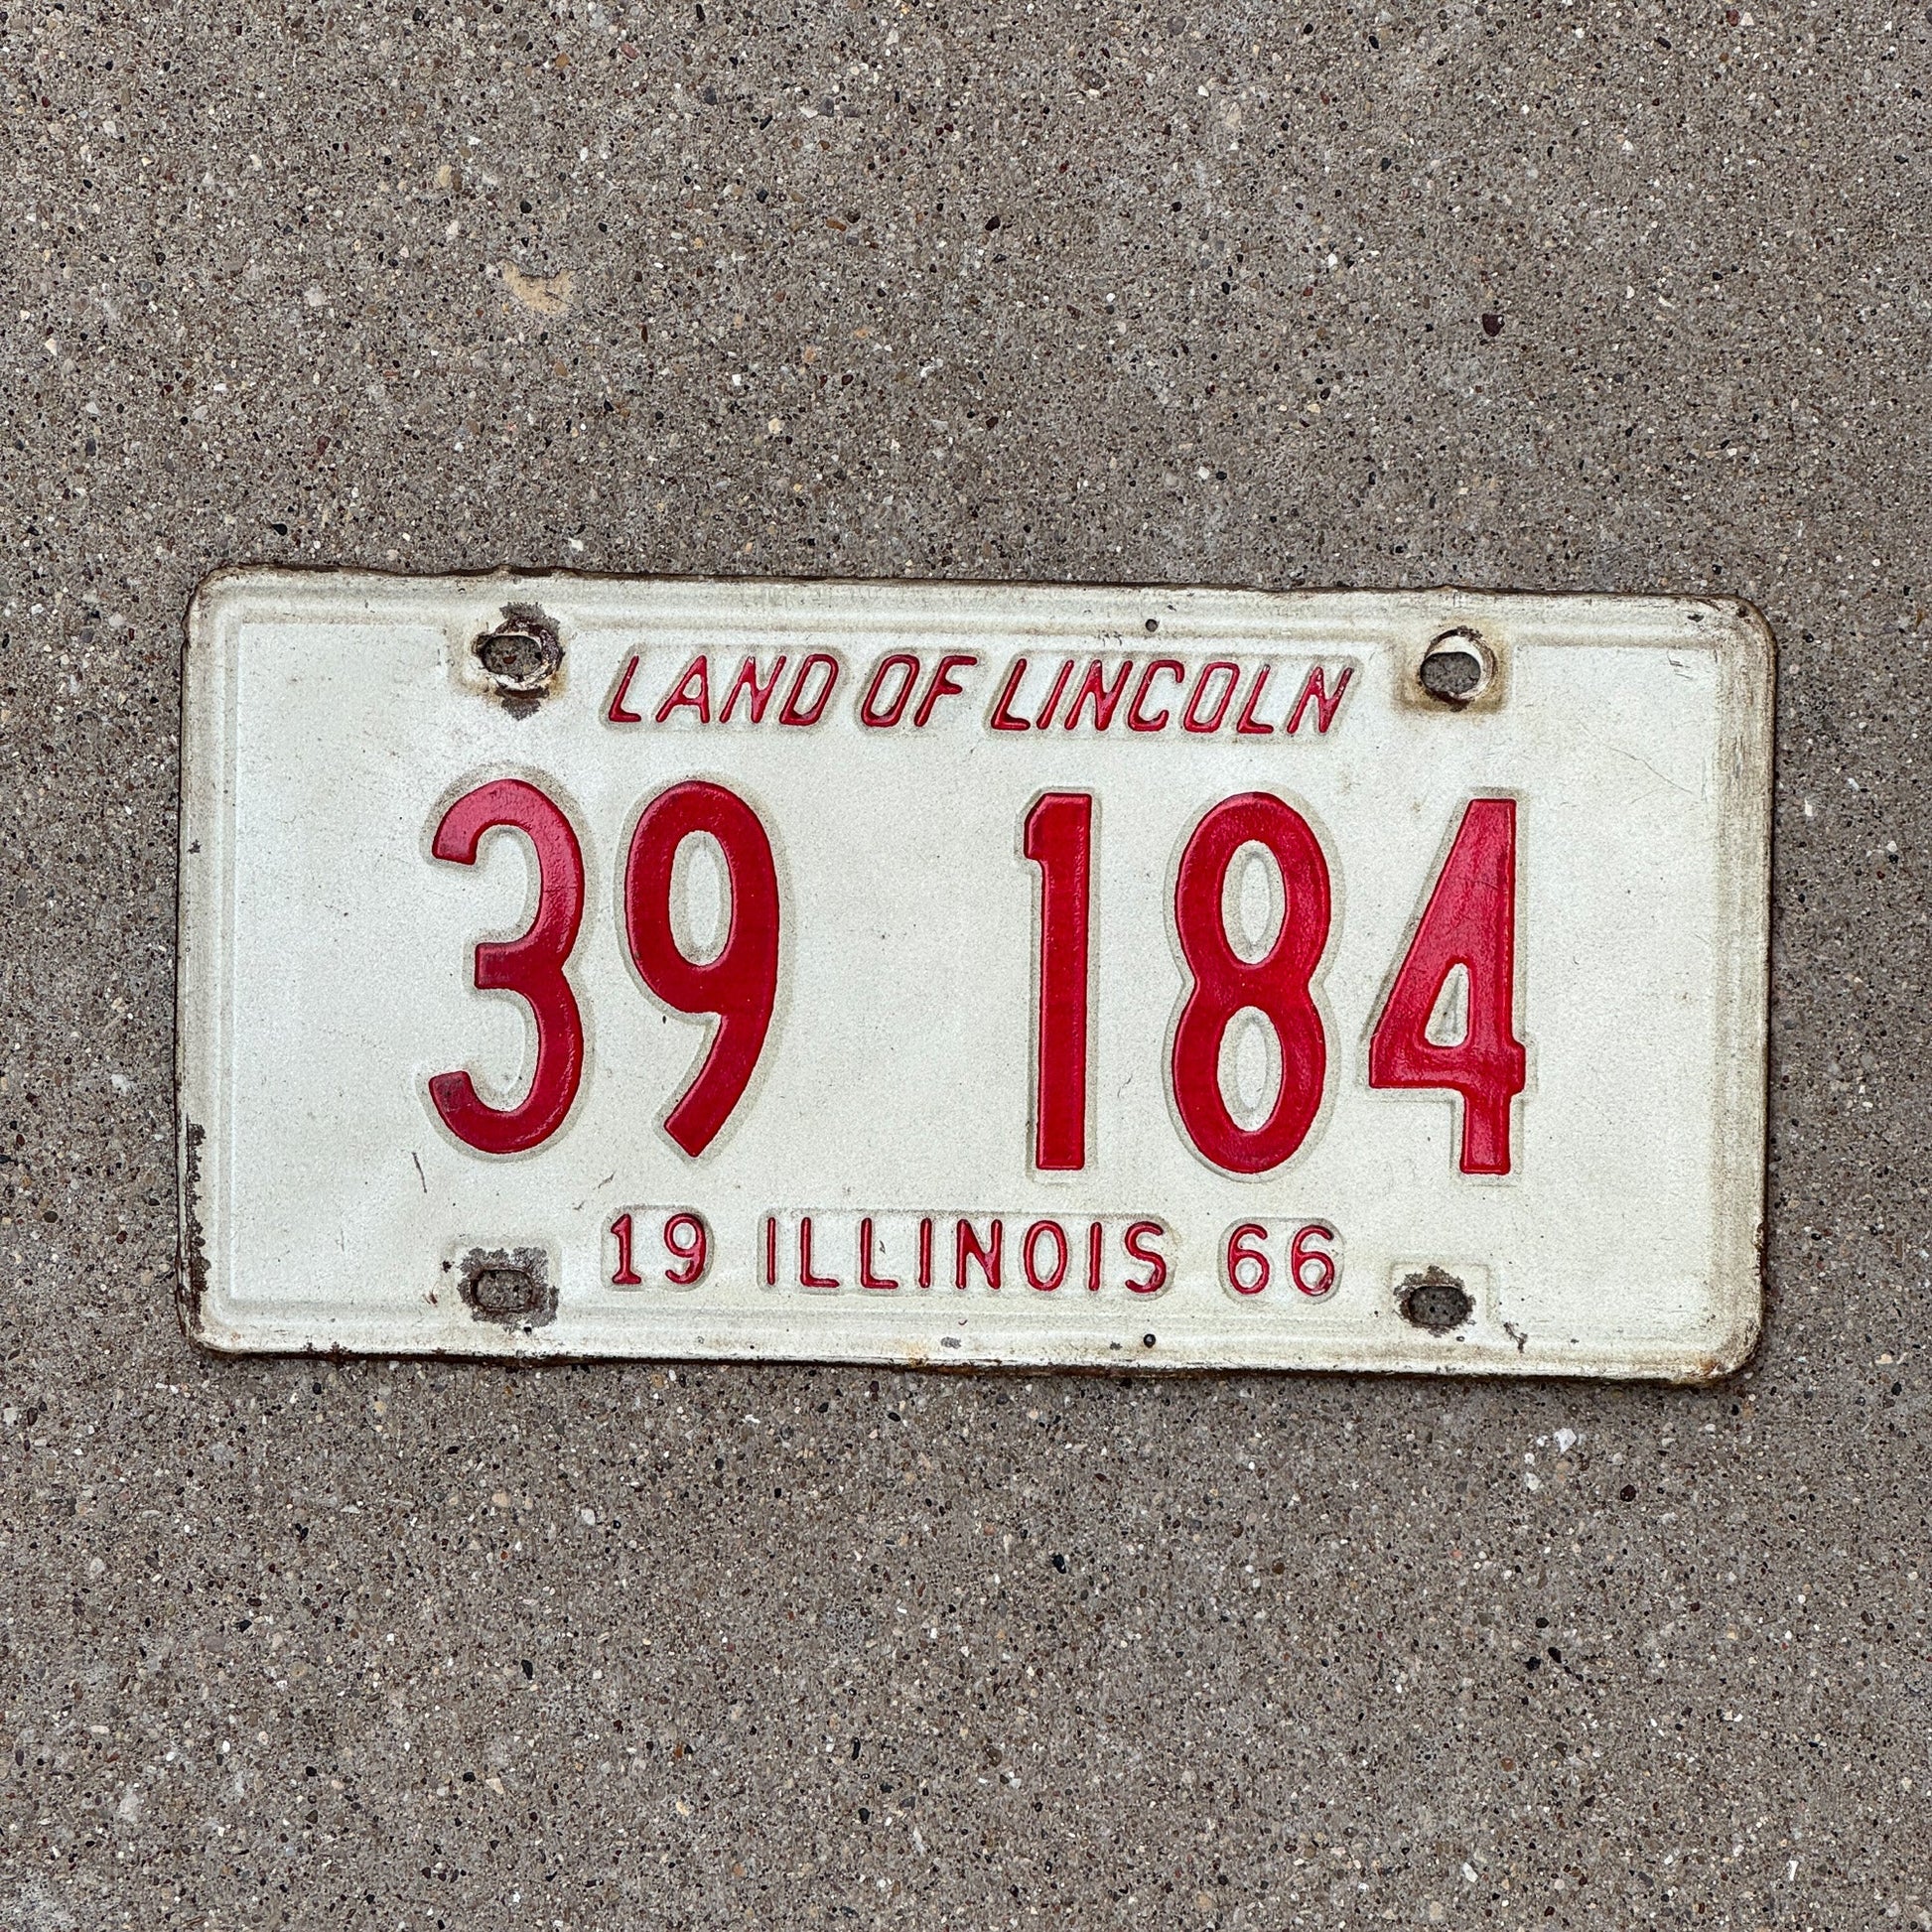 LAND OF LINCOLN
39 184
19 ILLINOIS 66